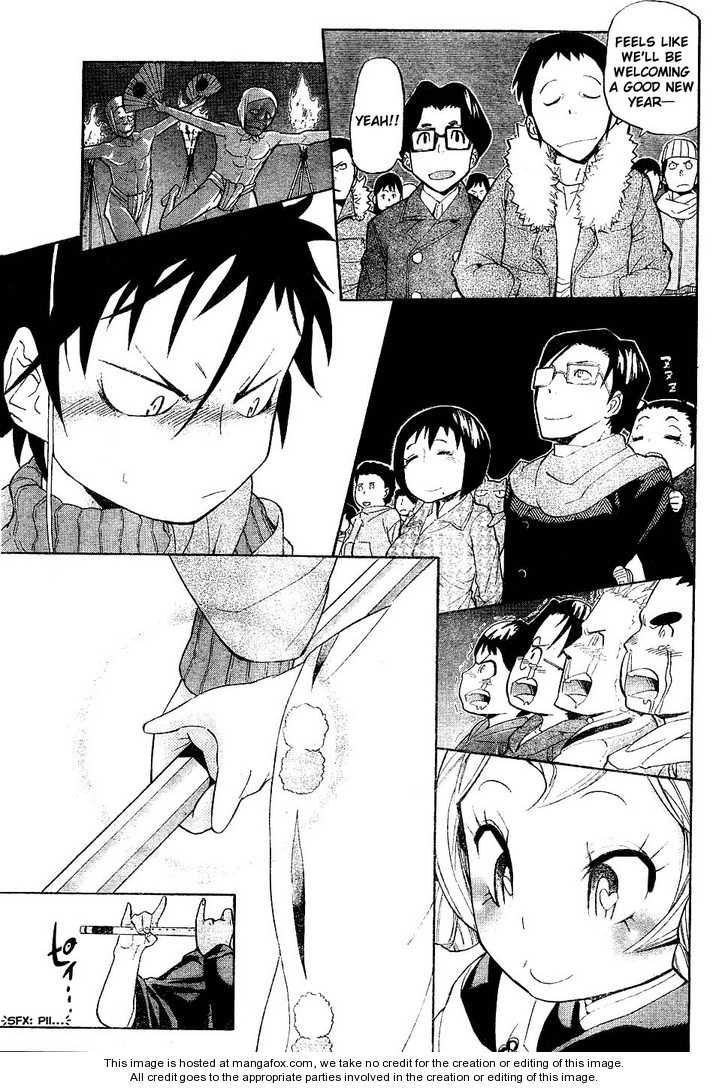 FEELS LIKE
WE'LL BE
WELCOMING
A GOOD NEW
YEAR—
YEAH!!
ピィ...
SFX: PII...
This image is hosted at mangafox.com, we take no credit for the creation or editing of this image.
All credit goes to the appropriate parties involved in the creation or editing of this image.